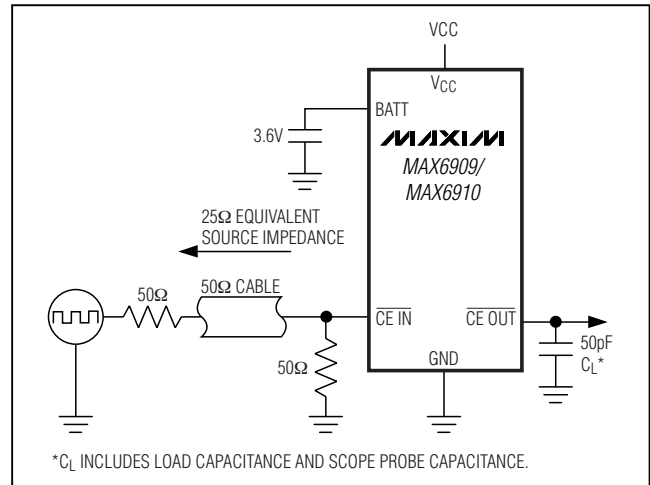 VCC
VCC
BATT
3.6V
MAXIM
MAX6909/
MAX6910
25Ω EQUIVALENT
SOURCE IMPEDANCE
50Ω
50Ω CABLE
CE IN
CE OUT
50Ω
50pF
CL*
GND
*CL INCLUDES LOAD CAPACITANCE AND SCOPE PROBE CAPACITANCE.